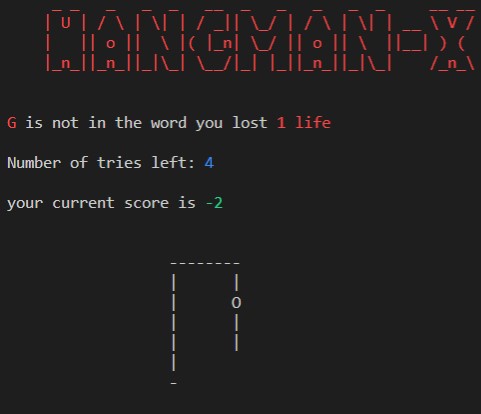 HANGMAN-X
G is not in the word you lost 1 life
Number of tries left: 4
your current score is -2